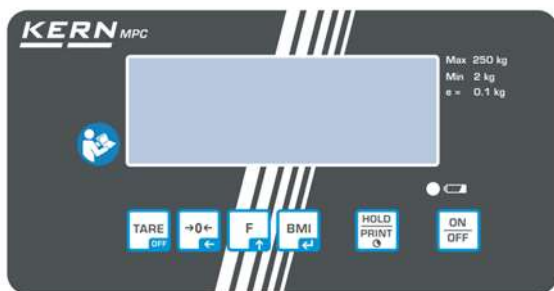 KERN MPC
Max 250 kg
Min 2 kg
e = 0.1 kg
TARE
OFF
→0←
←
F
↑
BMI
↵
HOLD
PRINT
ON
OFF